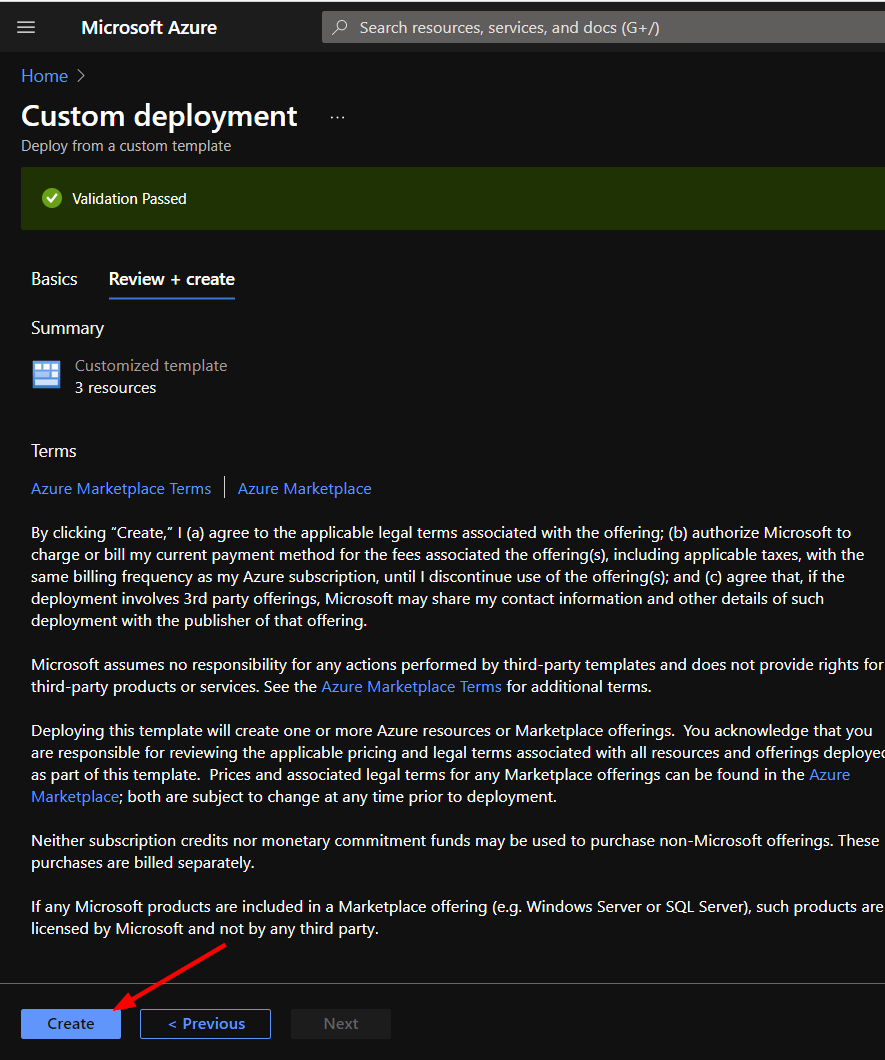 Microsoft Azure
Search resources, services, and docs (G+/)
Home
Custom deployment
...
Deploy from a custom template
Validation Passed
Basics
Review + create
Summary
Customized template
3 resources
Terms
Azure Marketplace Terms
Azure Marketplace
By clicking “Create,” I (a) agree to the applicable legal terms associated with the offering; (b) authorize Microsoft to
charge or bill my current payment method for the fees associated the offering(s), including applicable taxes, with the
same billing frequency as my Azure subscription, until I discontinue use of the offering(s); and (c) agree that, if the
deployment involves 3rd party offerings, Microsoft may share my contact information and other details of such
deployment with the publisher of that offering.
Microsoft assumes no responsibility for any actions performed by third-party templates and does not provide rights for
third-party products or services. See the Azure Marketplace Terms for additional terms.
Deploying this template will create one or more Azure resources or Marketplace offerings.  You acknowledge that you
are responsible for reviewing the applicable pricing and legal terms associated with all resources and offerings deployed
as part of this template.  Prices and associated legal terms for any Marketplace offerings can be found in the Azure
Marketplace; both are subject to change at any time prior to deployment.
Neither subscription credits nor monetary commitment funds may be used to purchase non-Microsoft offerings. These
purchases are billed separately.
If any Microsoft products are included in a Marketplace offering (e.g. Windows Server or SQL Server), such products are
licensed by Microsoft and not by any third party.
Create
< Previous
Next